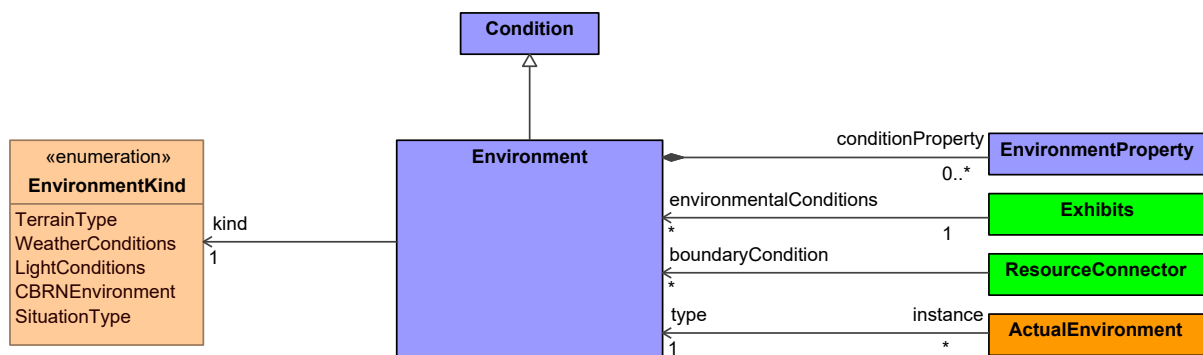 Condition
«enumeration»
EnvironmentKind
TerrainType
WeatherConditions
LightConditions
CBRNEnvironment
SituationType
kind
1
Environment
conditionProperty
0..*
EnvironmentProperty
environmentalConditions
*
1
Exhibits
boundaryCondition
*
ResourceConnector
type
1
instance
*
ActualEnvironment